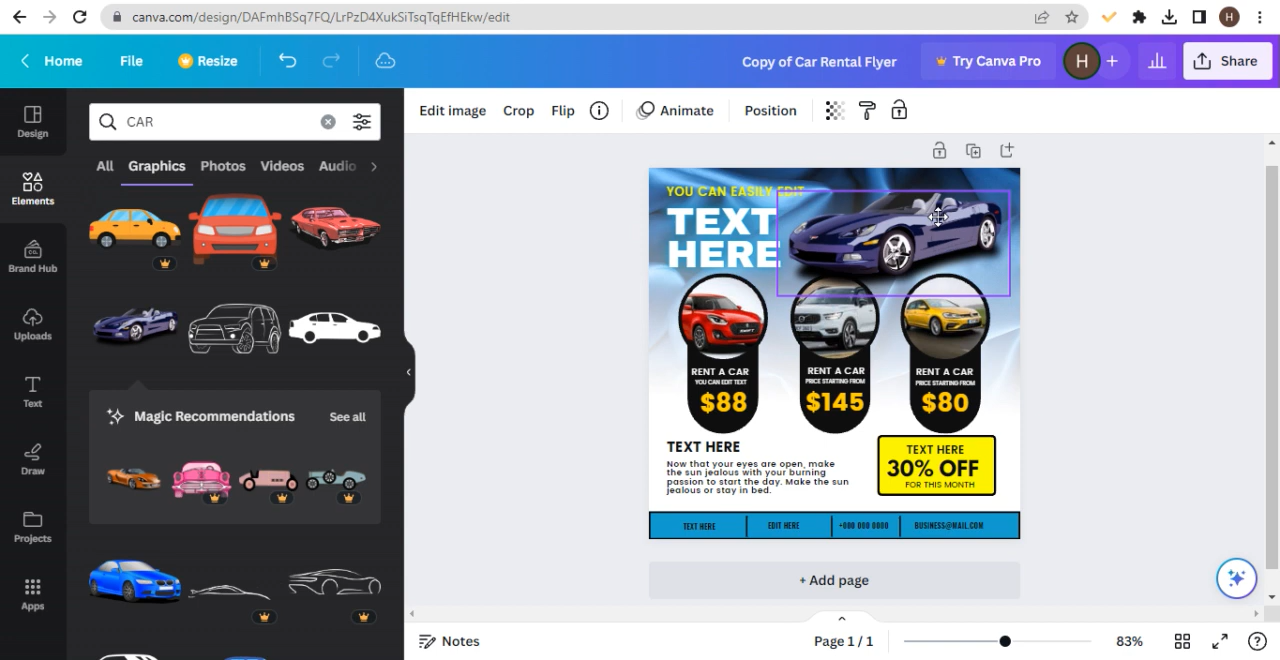 canva.com/design/DAFmhBSq7FQ/LrPzD4XukSiTsqTqEfHEkw/edit
H
Home
File
Resize
Copy of Car Rental Flyer
Try Canva Pro
H
+
Share
Design
Elements
Brand Hub
Uploads
Text
Draw
Projects
Apps
CAR
All
Graphics
Photos
Videos
Audio
Magic Recommendations
See all
Edit image
Crop
Flip
Animate
Position
YOU CAN EASILY EDIT
TEXT
HERE
RENT A CAR
YOU CAN EDIT TEXT
$88
RENT A CAR
PRICE STARTING FROM
$145
RENT A CAR
PRICE STARTING FROM
$80
TEXT HERE
Now that your eyes are open, make
the sun jealous with your burning
passion to start the day. Make the sun
jealous or stay in bed.
TEXT HERE
30% OFF
FOR THIS MONTH
TEXT HERE
EDIT HERE
+000 000 0000
BUSINESS@MAIL.COM
+ Add page
Notes
Page 1 / 1
83%